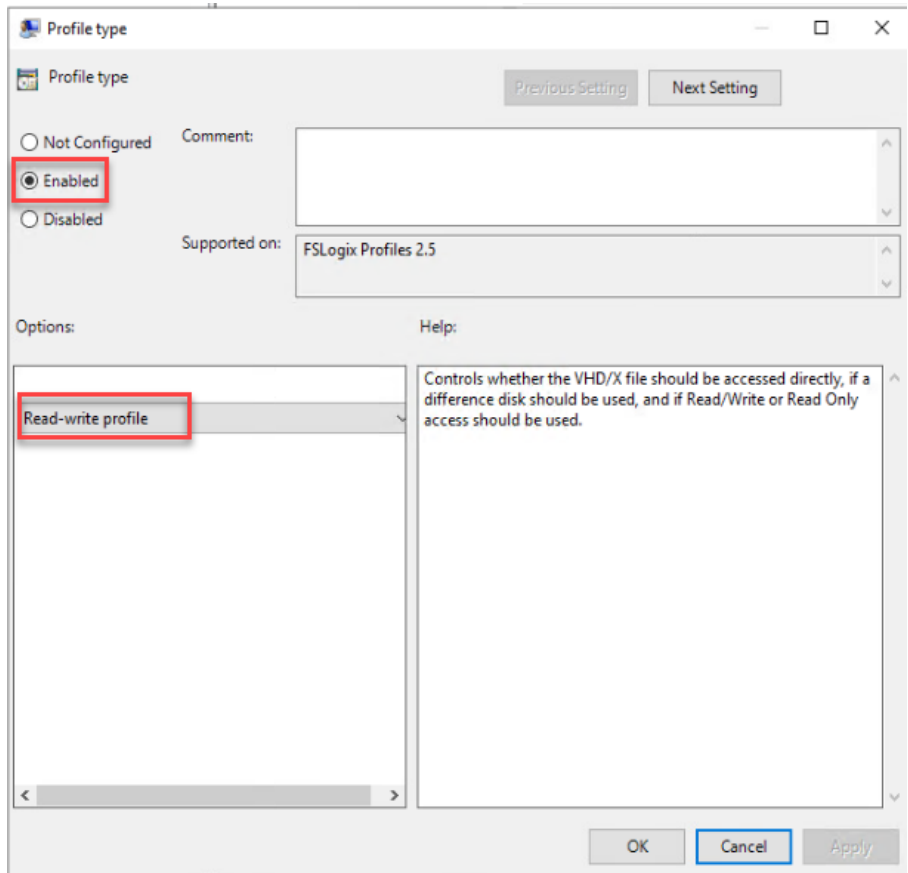 Profile type
Profile type
Previous Setting
Next Setting
Not Configured
Comment:
Enabled
Disabled
Supported on:
FSLogix Profiles 2.5
Options:
Help:
Read-write profile
Controls whether the VHD/X file should be accessed directly, if a
difference disk should be used, and if Read/Write or Read Only
access should be used.
OK
Cancel
Apply